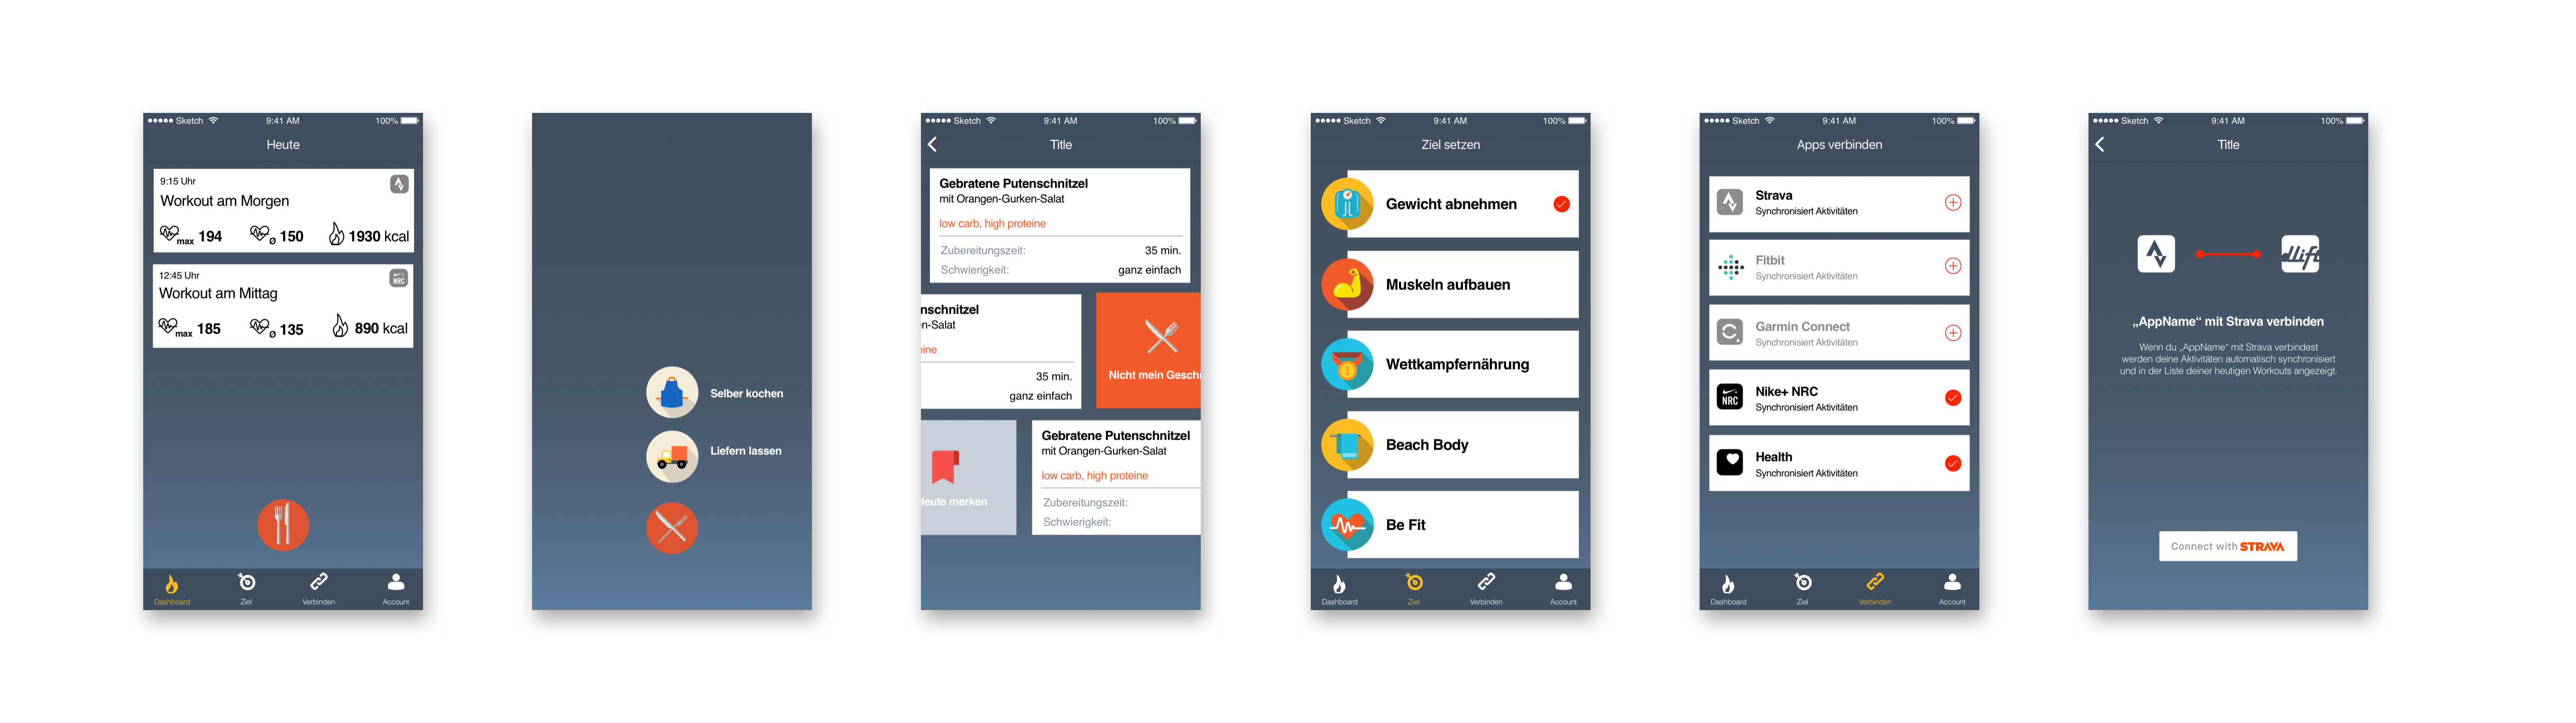 Sketch 9:41 AM 100%
Heute
9:15 Uhr
Workout am Morgen
max 194 ø 150 1930 kcal
12:45 Uhr
NRC
Workout am Mittag
max 185 ø 135 890 kcal
Dashboard Ziel Verbinden Account
Selber kochen
Liefern lassen
Sketch 9:41 AM 100%
Title
Gebratene Putenschnitzel
mit Orangen-Gurken-Salat
low carb, high proteine
Zubereitungszeit: 35 min.
Schwierigkeit: ganz einfach
nschnitzel
n-Salat
eine
35 min.
ganz einfach
Nicht mein Gesch
Heute merken
Gebratene Putenschnitzel
mit Orangen-Gurken-Salat
low carb, high proteine
Zubereitungszeit:
Schwierigkeit:
Sketch 9:41 AM 100%
Ziel setzen
Gewicht abnehmen
Muskeln aufbauen
1
Wettkampfernährung
Beach Body
Be Fit
Dashboard Ziel Verbinden Account
Sketch 9:41 AM 100%
Apps verbinden
Strava
Synchronisiert Aktivitäten
Fitbit
Synchronisiert Aktivitäten
Garmin Connect
Synchronisiert Aktivitäten
NRC
Nike+ NRC
Synchronisiert Aktivitäten
Health
Synchronisiert Aktivitäten
Dashboard Ziel Verbinden Account
Sketch 9:41 AM 100%
Title
„AppName“ mit Strava verbinden
Wenn du „AppName“ mit Strava verbindest
werden deine Aktivitäten automatisch synchronisiert
und in der Liste deiner heutigen Workouts angezeigt.
Connect with STRAVA